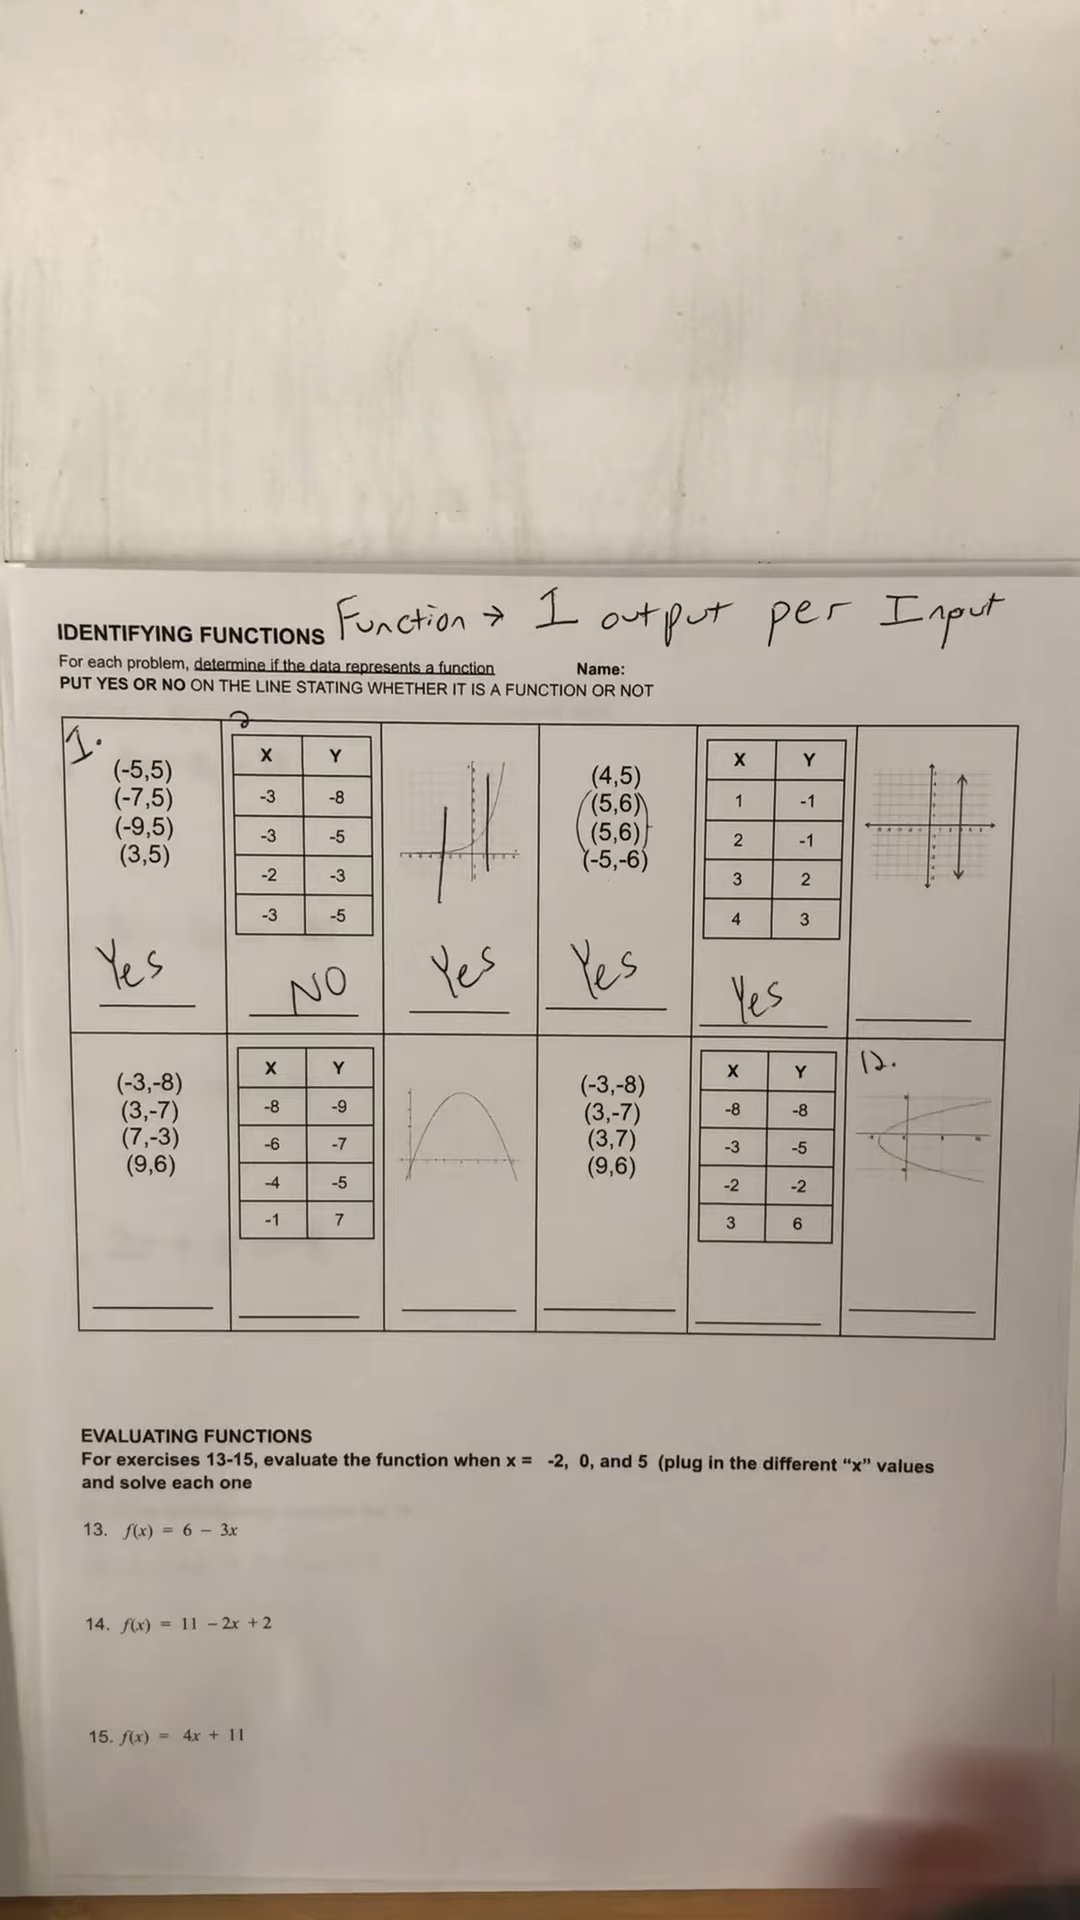 Function → 1 output per Input
IDENTIFYING FUNCTIONS
For each problem, determine if the data represents a function Name:
PUT YES OR NO ON THE LINE STATING WHETHER IT IS A FUNCTION OR NOT
1.
(-5,5)
(-7,5)
(-9,5)
(3,5)
Yes
2
X Y
-3 -8
-3 -5
-2 -3
-3 -5
NO
Yes
(4,5)
(5,6)
(5,6)
(-5,-6)
Yes
X Y
1 -1
2 -1
3 2
4 3
Yes
(-3,-8)
(3,-7)
(7,-3)
(9,6)
X Y
-8 -9
-6 -7
-4 -5
-1 7
(-3,-8)
(3,-7)
(3,7)
(9,6)
X Y
-8 -8
-3 -5
-2 -2
3 6
12.
EVALUATING FUNCTIONS
For exercises 13-15, evaluate the function when x = -2, 0, and 5 (plug in the different “x” values
and solve each one
13. f(x) = 6 – 3x
14. f(x) = 11 – 2x + 2
15. f(x) = 4x + 11